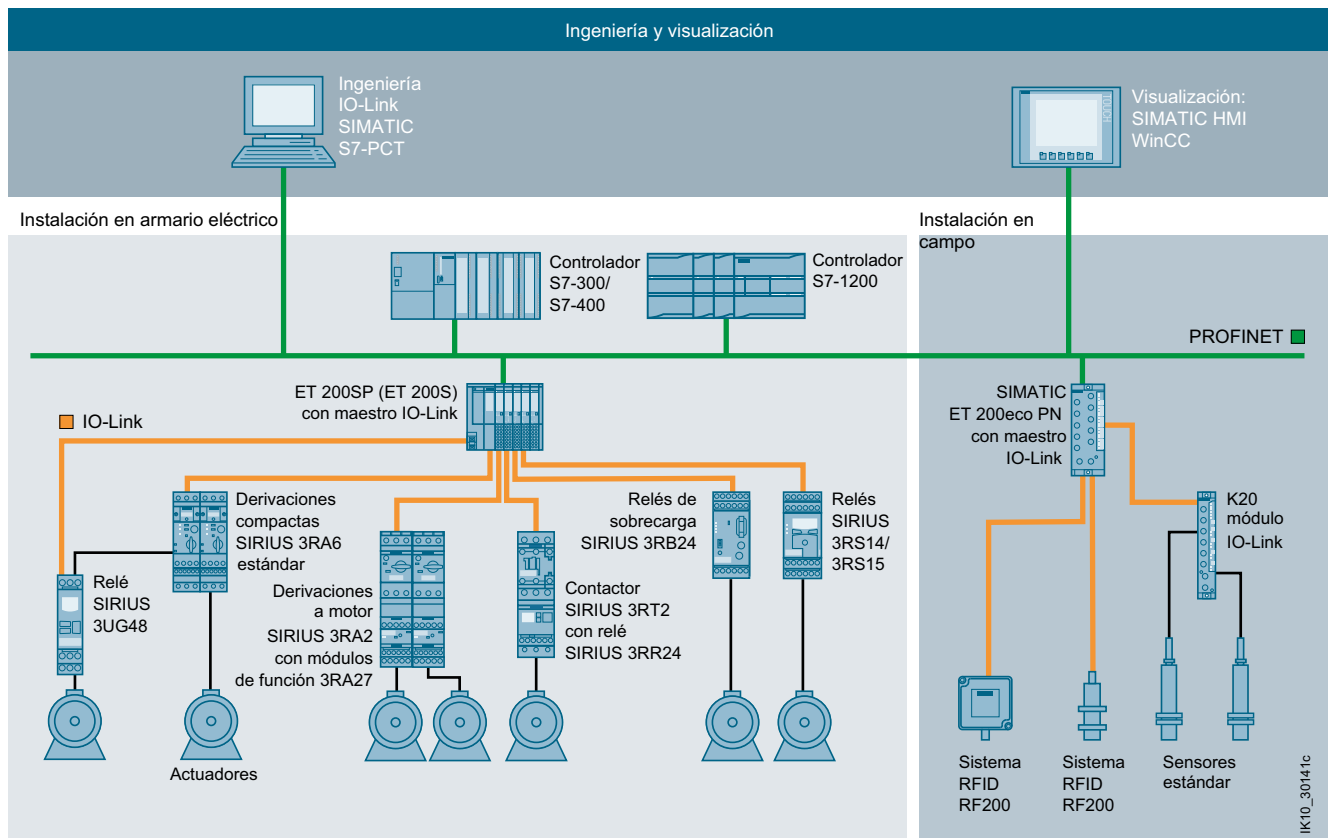 Ingeniería y visualización
Ingeniería
IO-Link
SIMATIC
S7-PCT
TOUCH
Visualización:
SIMATIC HMI
WinCC
Instalación en armario eléctrico
Instalación en
campo
Controlador
S7-300/
S7-400
Controlador
S7-1200
PROFINET
ET 200SP (ET 200S)
con maestro IO-Link
IO-Link
SIMATIC
ET 200eco PN
con maestro
IO-Link
Derivaciones
compactas
SIRIUS 3RA6
estándar
Relés de
sobrecarga
SIRIUS 3RB24
Relés
SIRIUS
3RS14/
3RS15
K20
módulo
IO-Link
Relé
SIRIUS
3UG48
Derivaciones
a motor
SIRIUS 3RA2
con módulos
de función 3RA27
Contactor
SIRIUS 3RT2
con relé
SIRIUS 3RR24
Actuadores
Sistema
RFID
RF200
Sistema
RFID
RF200
Sensores
estándar
IK10_30141c